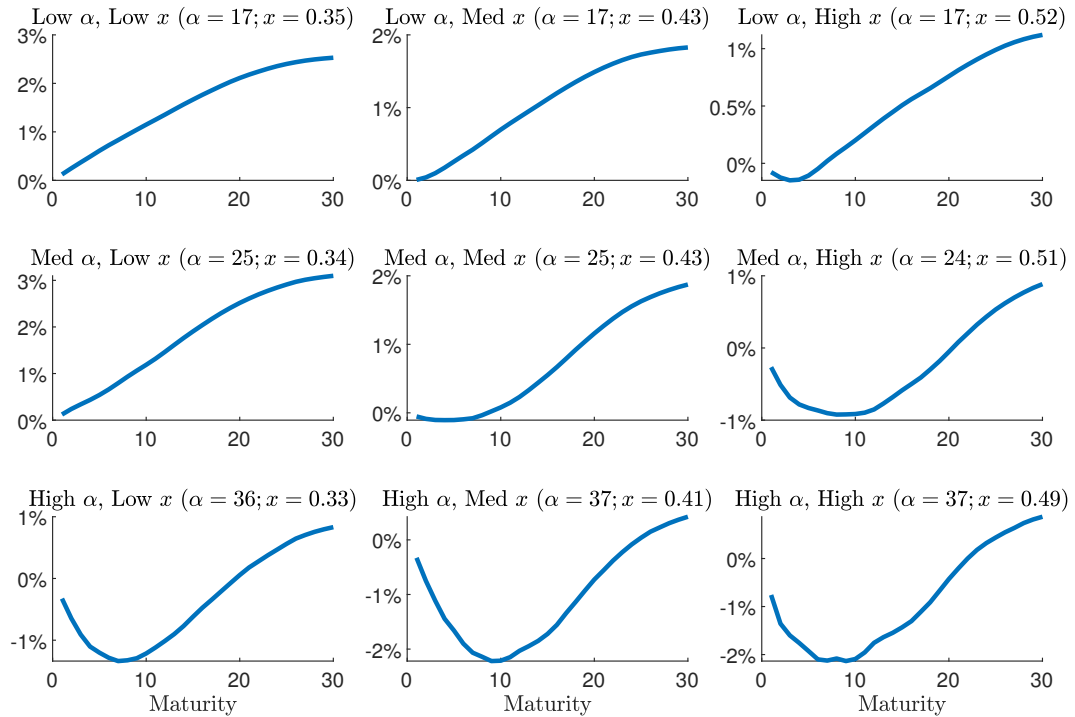 Low α, Low x (α = 17; x = 0.35)
3%
2%
1%
0%
0 10 20 30
Low α, Med x (α = 17; x = 0.43)
2%
1%
0%
0 10 20 30
Low α, High x (α = 17; x = 0.52)
1%
0.5%
0%
0 10 20 30
Med α, Low x (α = 25; x = 0.34)
3%
2%
1%
0%
0 10 20 30
Med α, Med x (α = 25; x = 0.43)
2%
1%
0%
0 10 20 30
Med α, High x (α = 24; x = 0.51)
1%
0%
-1%
0 10 20 30
High α, Low x (α = 36; x = 0.33)
1%
0%
-1%
0 10 20 30
Maturity
High α, Med x (α = 37; x = 0.41)
0%
-1%
-2%
0 10 20 30
Maturity
High α, High x (α = 37; x = 0.49)
0%
-1%
-2%
0 10 20 30
Maturity